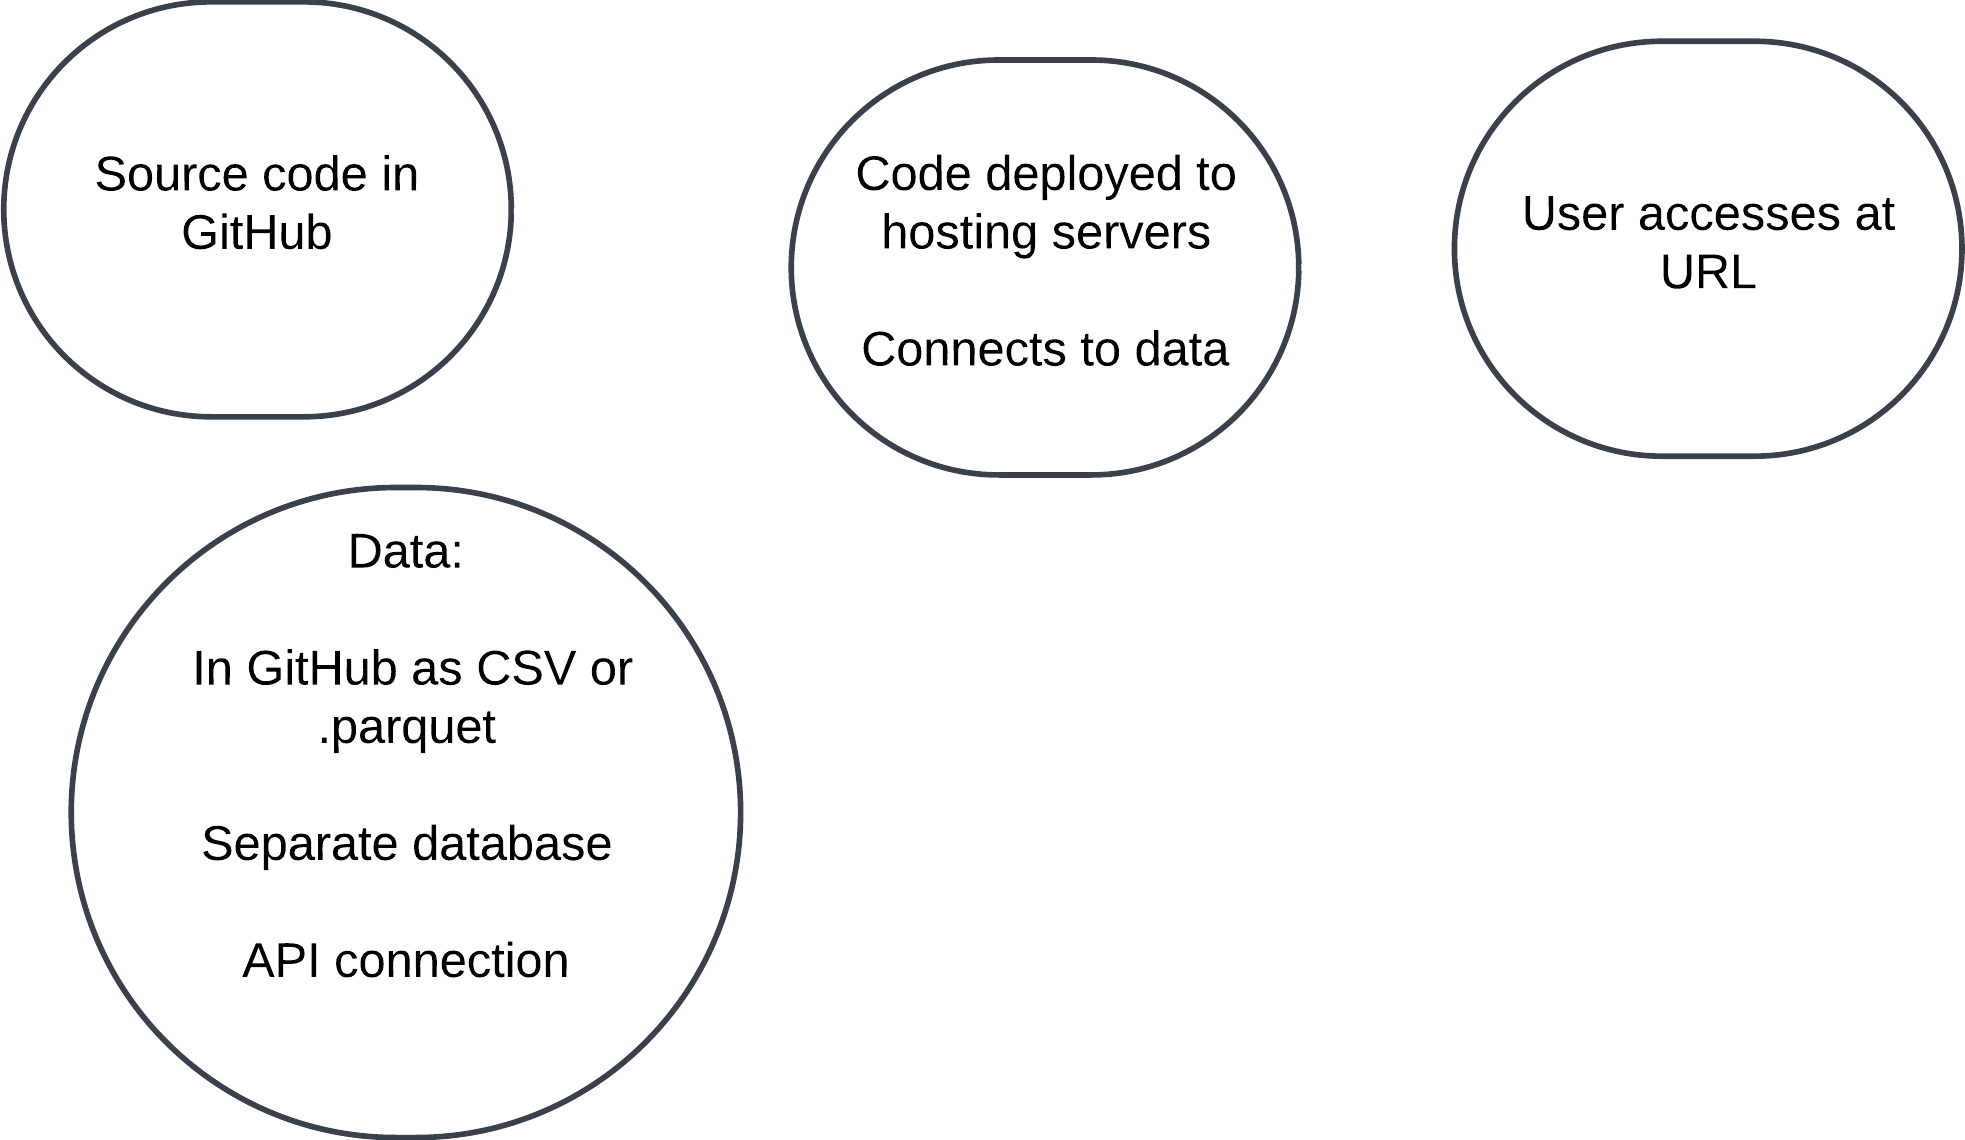 Source code in
GitHub
Code deployed to
hosting servers
Connects to data
User accesses at
URL
Data:
In GitHub as CSV or
.parquet
Separate database
API connection